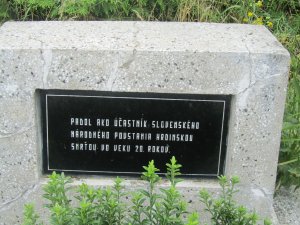 PADOL AKO ÚČASTNÍK SLOVENSKÉHO
NÁRODNÉHO POVSTANIA HRDINSKOU
SMRŤOU VO VEKU 20. ROKOV.